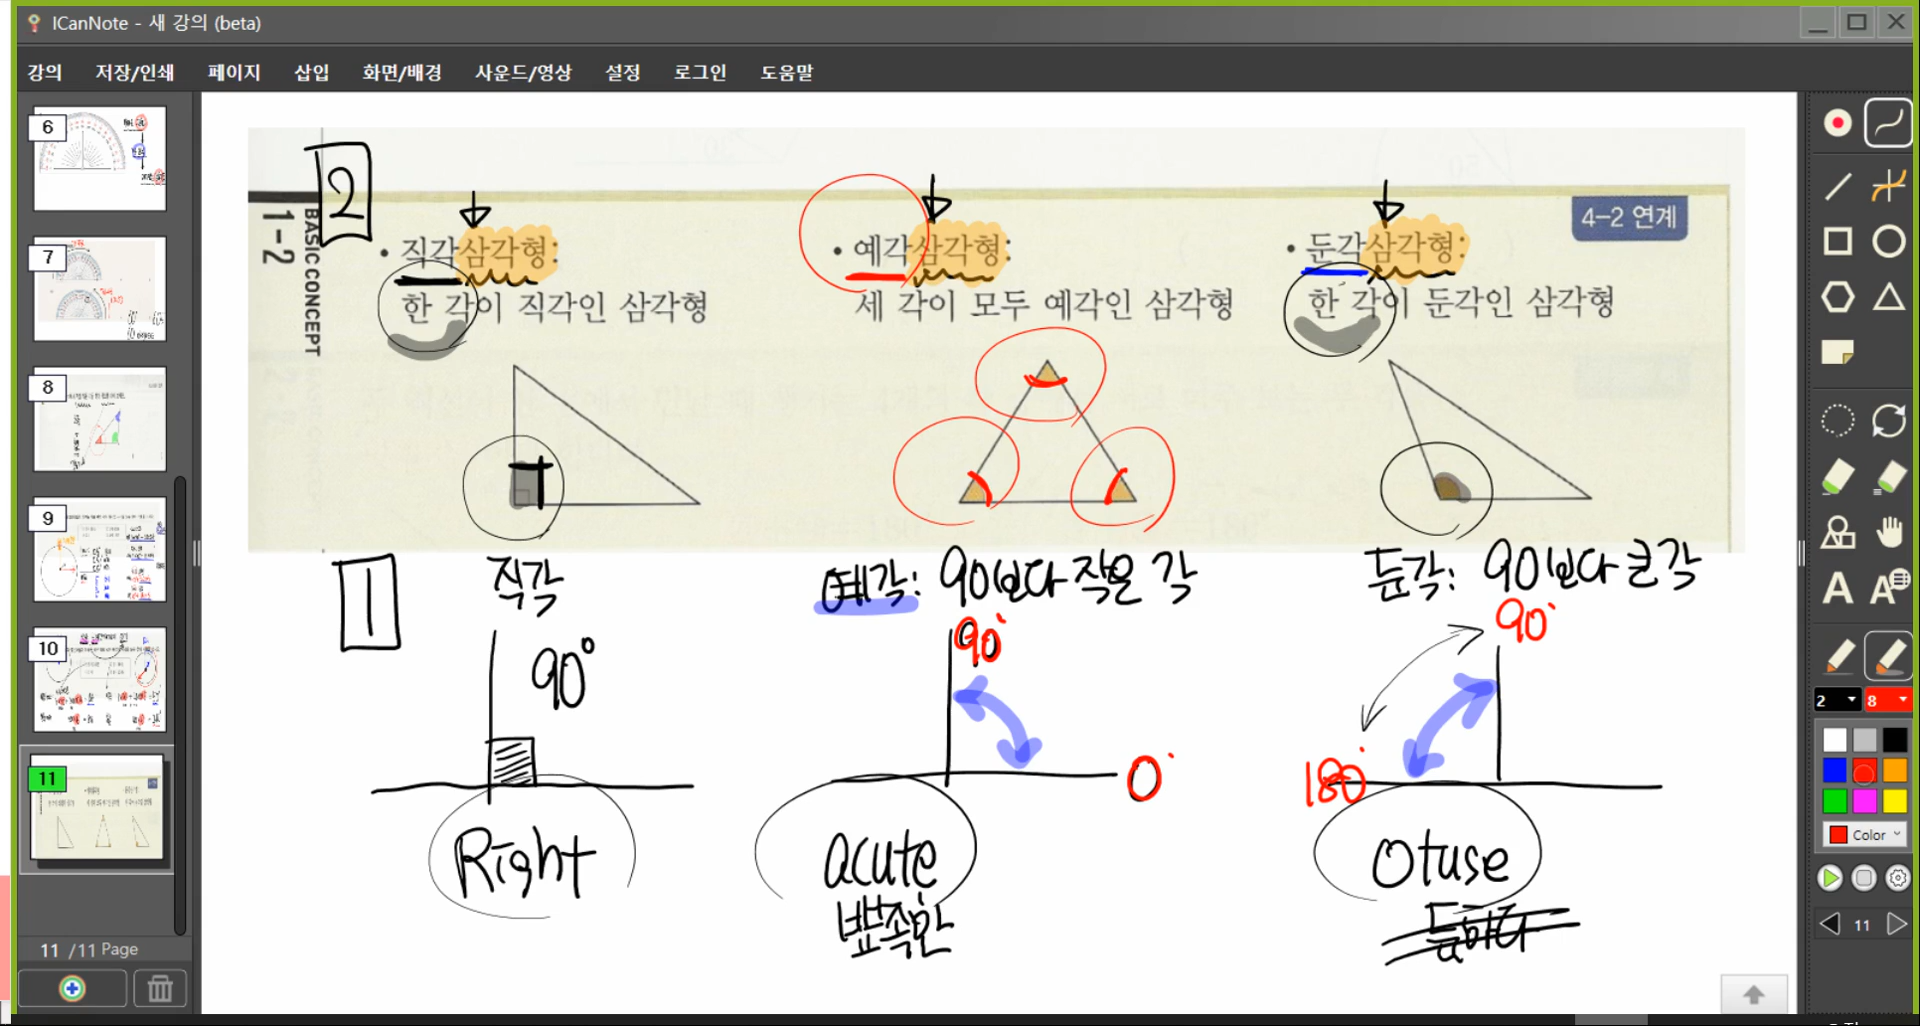 ICanNote - 새 강의 (beta)
강의 저장/인쇄 페이지 삽입 화면/배경 사운드/영상 설정 로그인 도움말
6
7
8
9
10
11
11 /11 Page
2
1-2
BASIC CONCEPT
4-2 연계
• 직각삼각형:
한 각이 직각인 삼각형
• 예각삼각형:
세 각이 모두 예각인 삼각형
• 둔각삼각형:
한 각이 둔각인 삼각형
1
직각
90°
Right
예각: 90보다 작은 각
90°
0°
acute
뾰족한
둔각: 90보다 큰 각
90°
180°
Otuse
둔하다
A A
2 8
Color
11